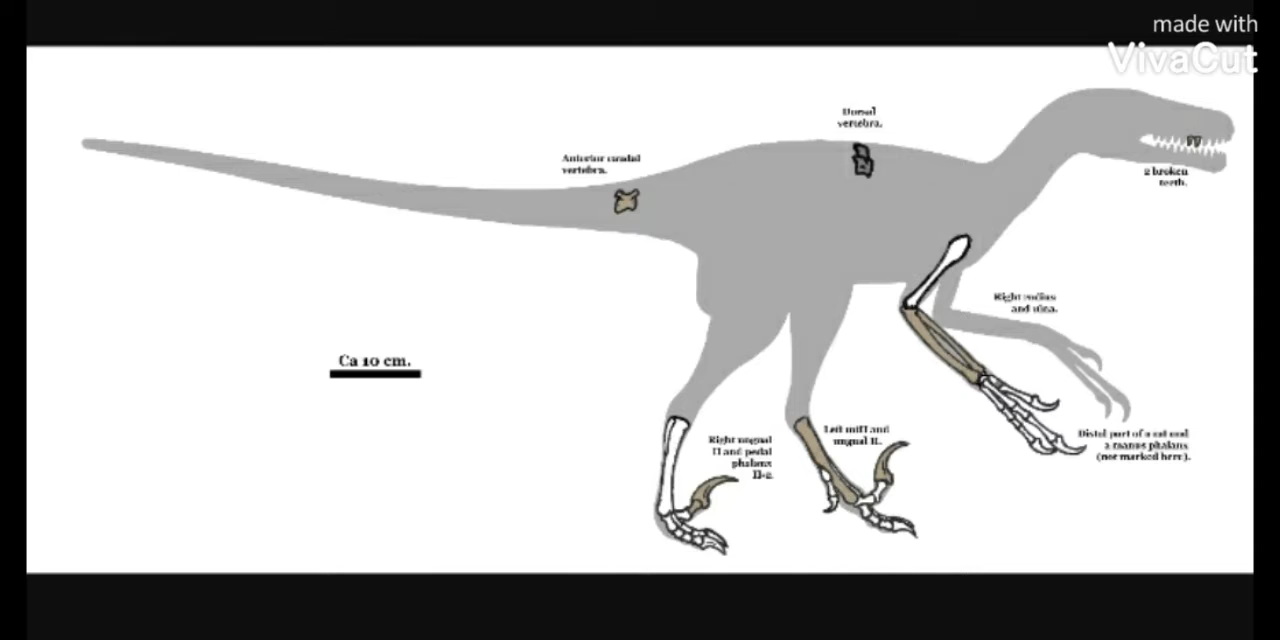 made with
VivaCut
Dorsal
vertebra.
Anterior caudal
vertebra.
2 broken
teeth.
Right radius
and ulna.
Ca 10 cm.
Right ungual
II and pedal
phalanx
II-2.
Left mtII and
ungual II.
Distal part of a mt and
a manus phalanx
(not marked here).